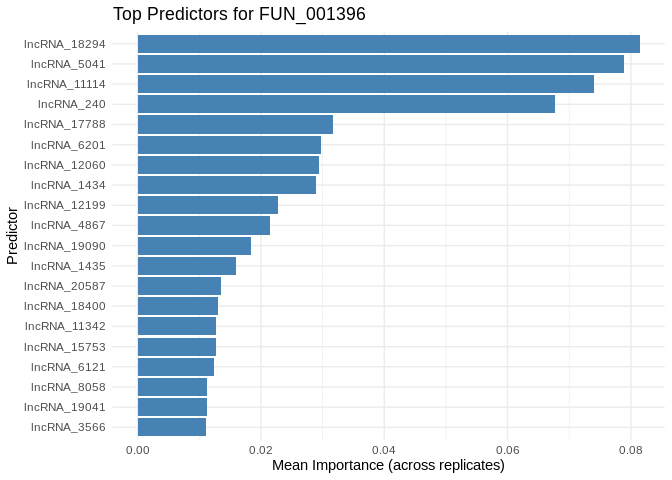 Top Predictors for FUN_001396
lncRNA_18294
lncRNA_5041
lncRNA_11114
lncRNA_240
lncRNA_17788
lncRNA_6201
lncRNA_12060
lncRNA_1434
lncRNA_12199
lncRNA_4867
lncRNA_19090
lncRNA_1435
lncRNA_20587
lncRNA_18400
lncRNA_11342
lncRNA_15753
lncRNA_6121
lncRNA_8058
lncRNA_19041
lncRNA_3566
Predictor
0.00 0.02 0.04 0.06 0.08
Mean Importance (across replicates)